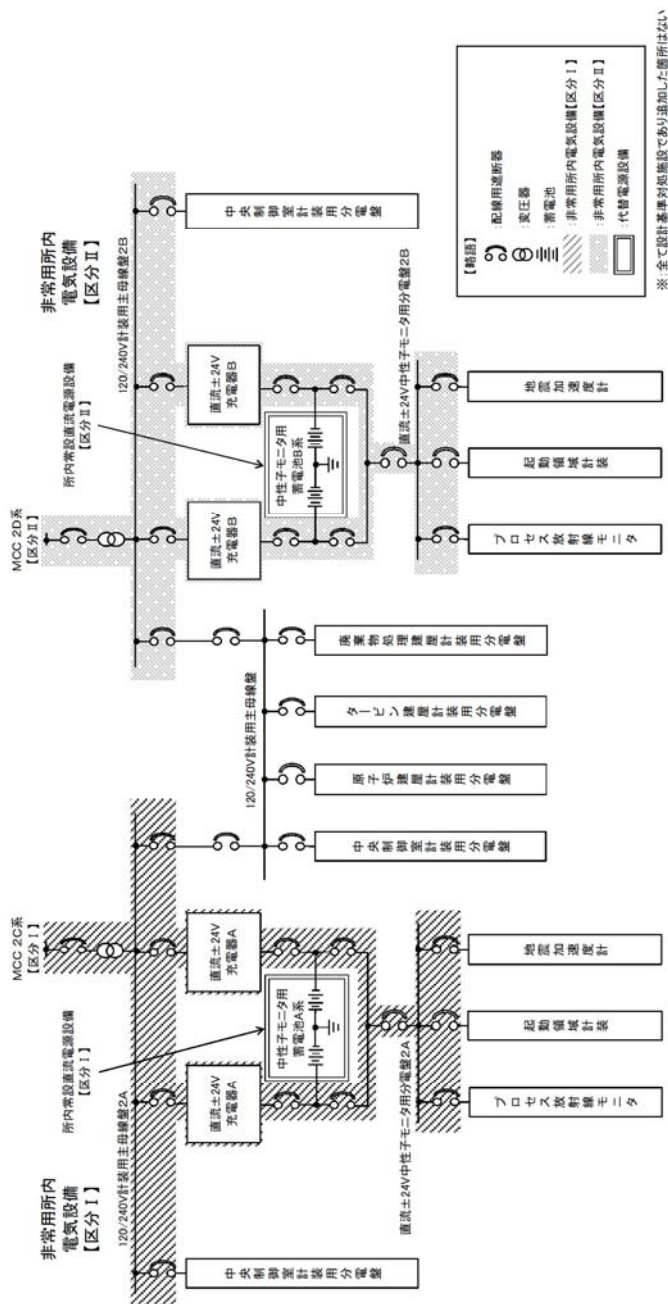 非常用所内
電気設備
【区分Ⅰ】
所内常設直流電源設備
【区分Ⅰ】
MCC 2C系
【区分Ⅰ】
120/240V計装用主母線盤2A
中央制御室計装用分電盤
直流±24V
充電器A
直流±24V
充電器A
中性子モニタ用
蓄電池A系
直流±24V中性子モニタ用分電盤2A
プロセス放射線モニタ
起動領域計装
地震加速度計
120/240V計装用主母線盤
中央制御室計装用分電盤
原子炉建屋計装用分電盤
タービン建屋計装用分電盤
廃棄物処理建屋計装用分電盤
MCC 2D系
【区分Ⅱ】
所内常設直流電源設備
【区分Ⅱ】
非常用所内
電気設備
【区分Ⅱ】
120/240V計装用主母線盤2B
直流±24V
充電器B
直流±24V
充電器B
中性子モニタ用
蓄電池B系
中央制御室計装用分電盤
直流±24V中性子モニタ用分電盤2B
プロセス放射線モニタ
起動領域計装
地震加速度計
【略語】
:配線用遮断器
:変圧器
:蓄電池
:非常用所内電気設備【区分Ⅰ】
:非常用所内電気設備【区分Ⅱ】
:代替電源設備
※:全て設計基準対処施設であり追加した箇所はない